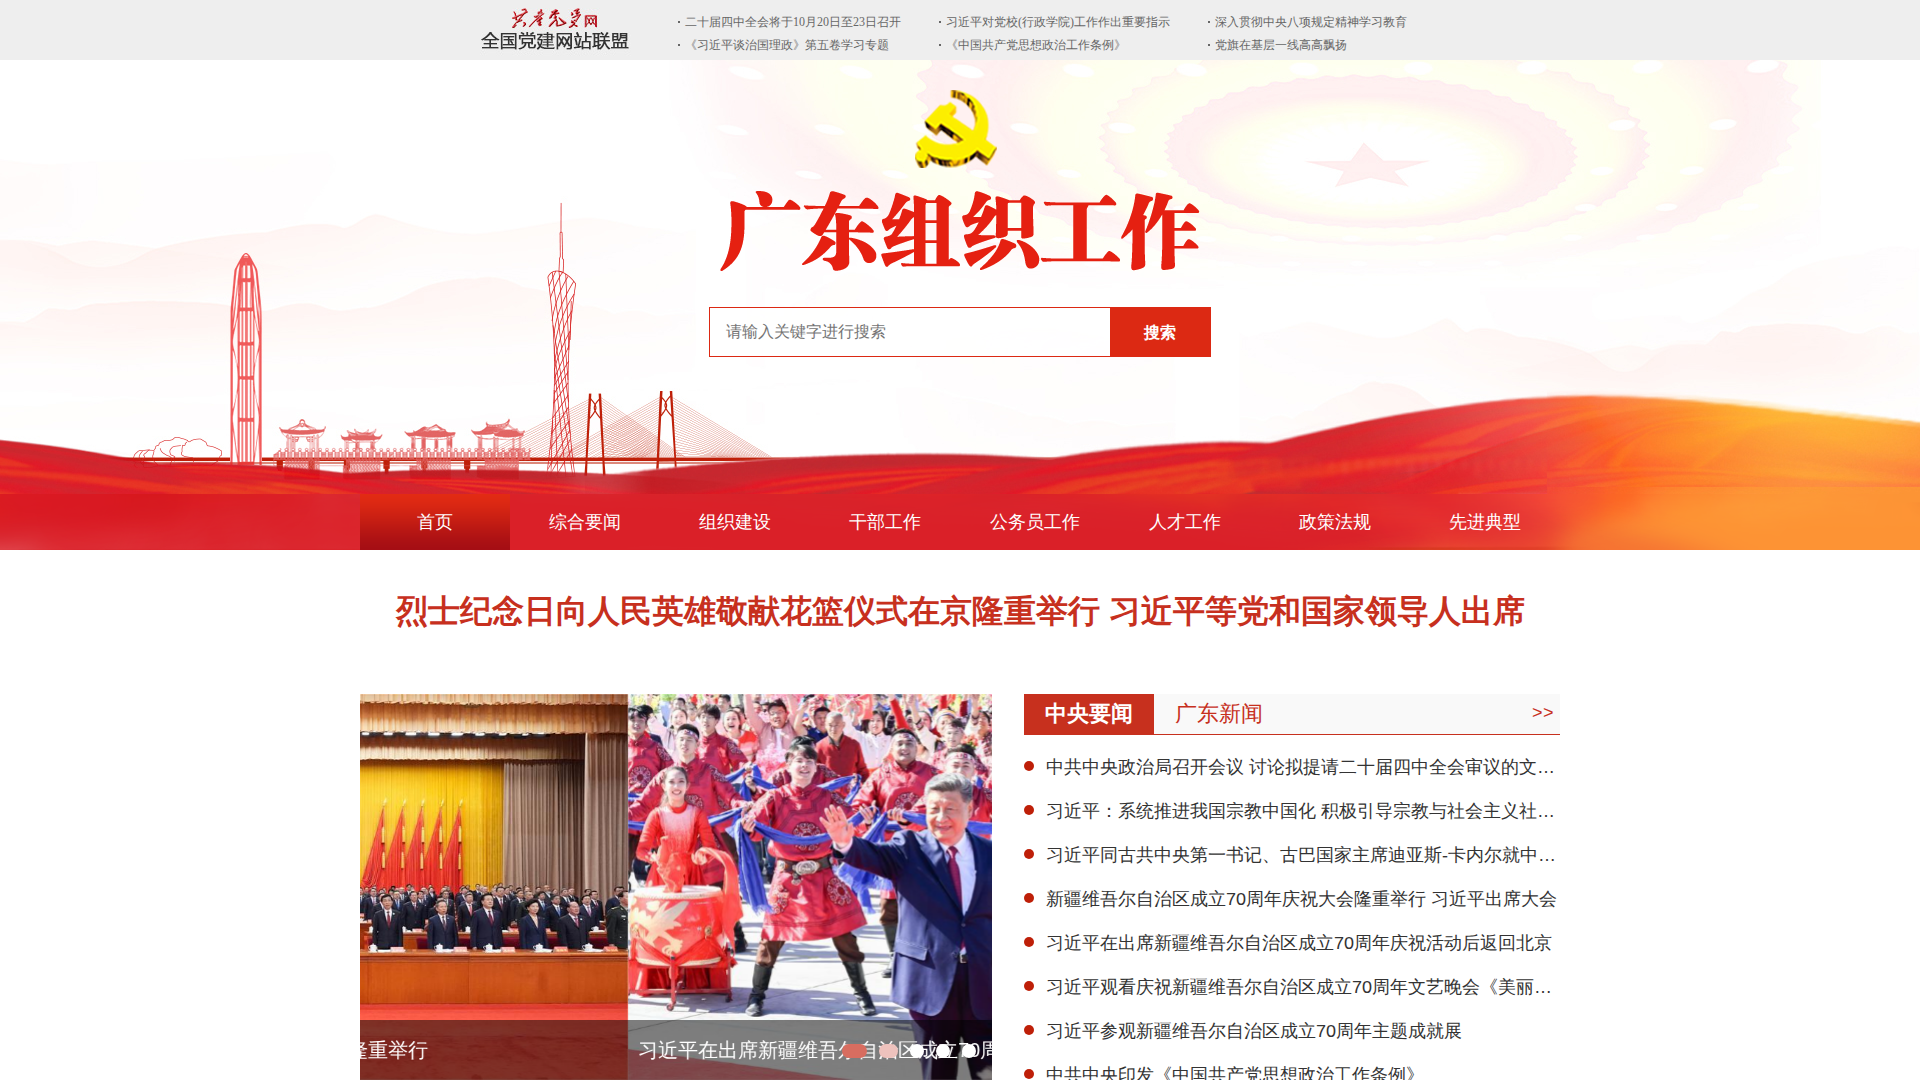 共产党员网
全国党建网站联盟
· 二十届四中全会将于10月20日至23日召开
· 习近平对党校(行政学院)工作作出重要指示
· 深入贯彻中央八项规定精神学习教育
· 《习近平谈治国理政》第五卷学习专题
· 《中国共产党思想政治工作条例》
· 党旗在基层一线高高飘扬
广东组织工作
请输入关键字进行搜索
搜索
首页 综合要闻 组织建设 干部工作 公务员工作 人才工作 政策法规 先进典型
烈士纪念日向人民英雄敬献花篮仪式在京隆重举行 习近平等党和国家领导人出席
隆重举行
习近平在出席新疆维吾尔自治区成立70周
中央要闻 广东新闻 >>
中共中央政治局召开会议 讨论拟提请二十届四中全会审议的文…
习近平：系统推进我国宗教中国化 积极引导宗教与社会主义社…
习近平同古共中央第一书记、古巴国家主席迪亚斯-卡内尔就中…
新疆维吾尔自治区成立70周年庆祝大会隆重举行 习近平出席大会
习近平在出席新疆维吾尔自治区成立70周年庆祝活动后返回北京
习近平观看庆祝新疆维吾尔自治区成立70周年文艺晚会《美丽…
习近平参观新疆维吾尔自治区成立70周年主题成就展
中共中央印发《中国共产党思想政治工作条例》